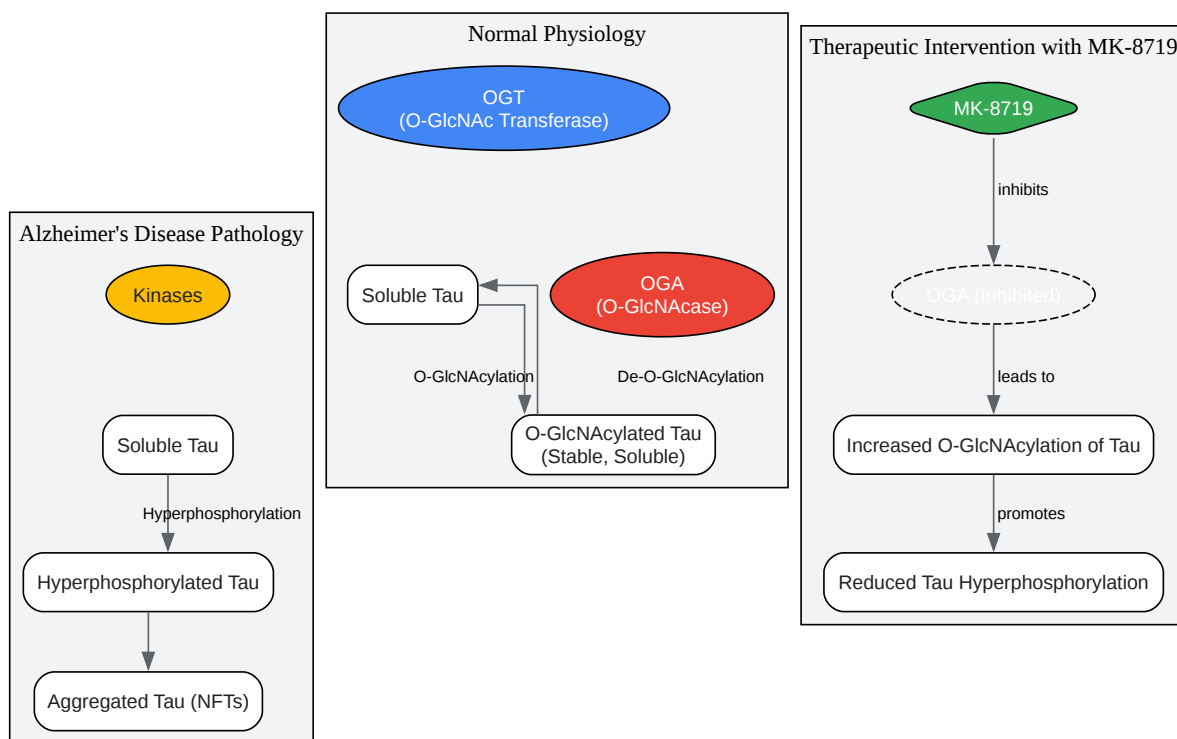 Alzheimer's Disease Pathology
Kinases
Soluble Tau
Hyperphosphorylation
Hyperphosphorylated Tau
Aggregated Tau (NFTs)
Normal Physiology
OGT
(O-GlcNAc Transferase)
Soluble Tau
OGA
(O-GlcNAcase)
O-GlcNAcylation
De-O-GlcNAcylation
O-GlcNAcylated Tau
(Stable, Soluble)
Therapeutic Intervention with MK-8719
MK-8719
inhibits
OGA (Inhibited)
leads to
Increased O-GlcNAcylation of Tau
promotes
Reduced Tau Hyperphosphorylation